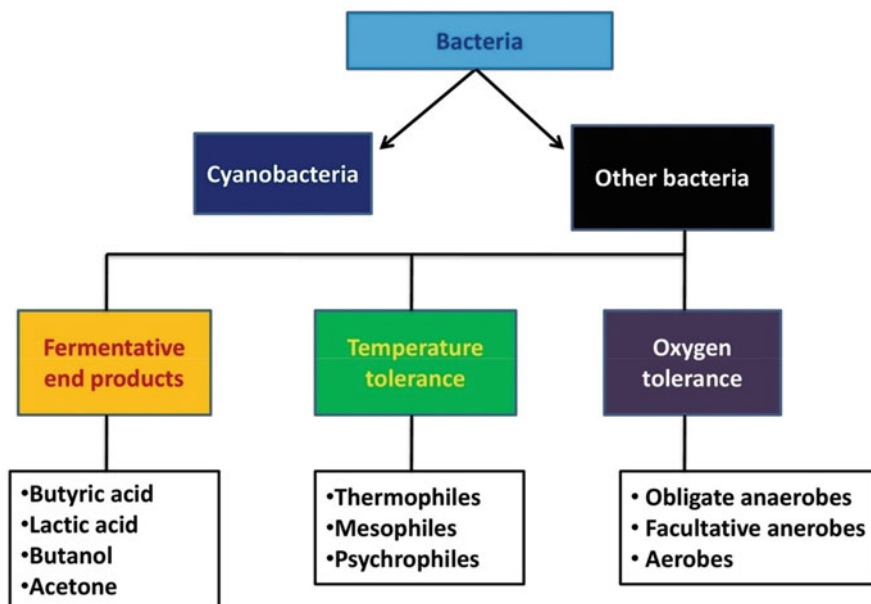 Bacteria
Cyanobacteria
Other bacteria
Fermentative
end products
Temperature
tolerance
Oxygen
tolerance
•Butyric acid
•Lactic acid
•Butanol
•Acetone
•Thermophiles
•Mesophiles
•Psychrophiles
• Obligate anaerobes
• Facultative anerobes
• Aerobes